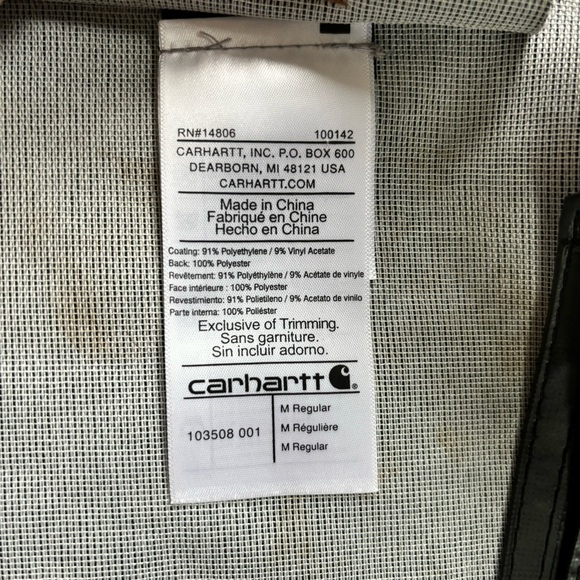 RN#14806 100142
CARHARTT, INC. P.O. BOX 600
DEARBORN, MI 48121 USA
CARHARTT.COM
Made in China
Fabriqué en Chine
Hecho en China
Coating: 91% Polyethylene / 9% Vinyl Acetate
Back: 100% Polyester
Revêtement: 91% Polyéthylène / 9% Acétate de vinyle
Face intérieure : 100% Polyester
Revestimiento: 91% Polietileno / 9% Acetato de vinilo
Parte interna: 100% Poliéster
Exclusive of Trimming.
Sans garniture.
Sin incluir adorno.
carhartt
103508 001
M Regular
M Régulière
M Regular